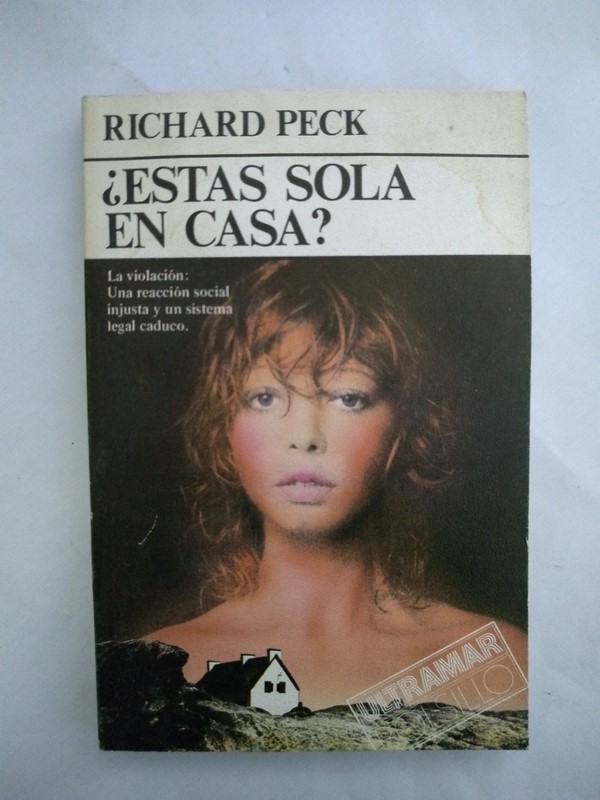 RICHARD PECK
¿ESTAS SOLA
EN CASA?
La violación:
Una reacción social
injusta y un sistema
legal caduco.
ULTRAMAR